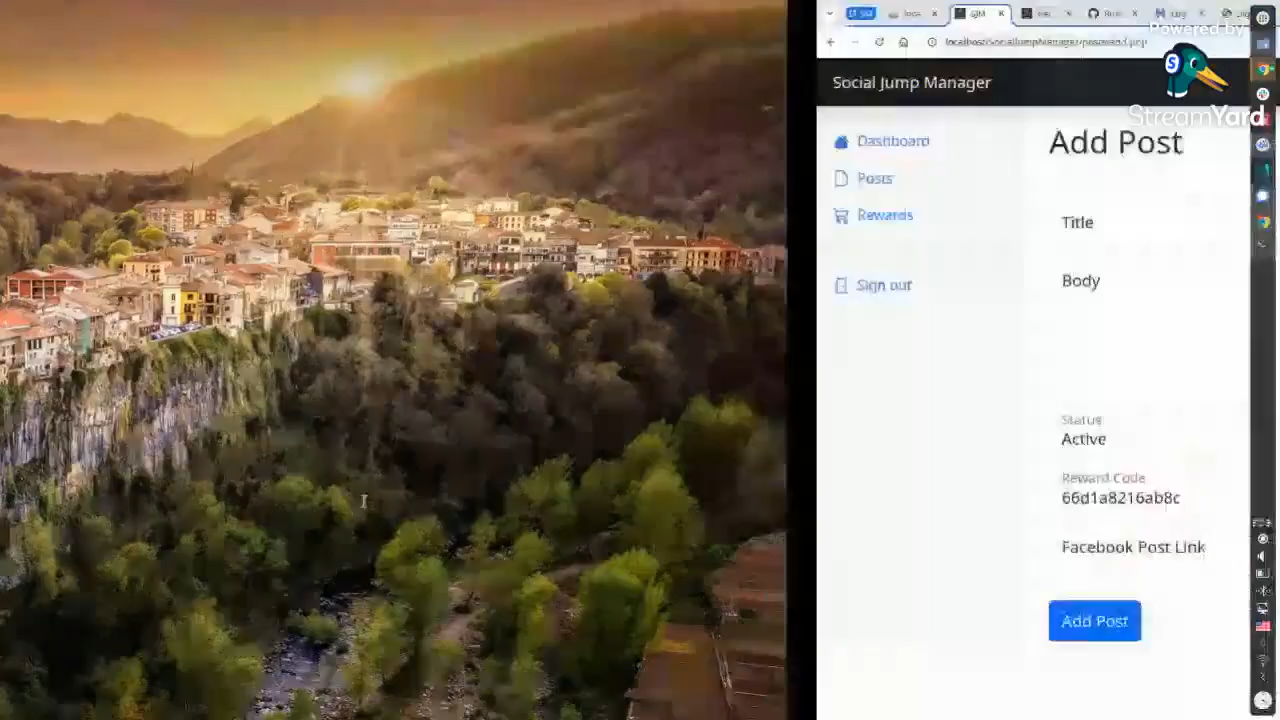 Powered by
StreamYard
Social Jump Manager
Dashboard
Posts
Rewards
Sign out
Add Post
Title
Body
Status
Active
Reward Code
66d1a8216ab8c
Facebook Post Link
Add Post